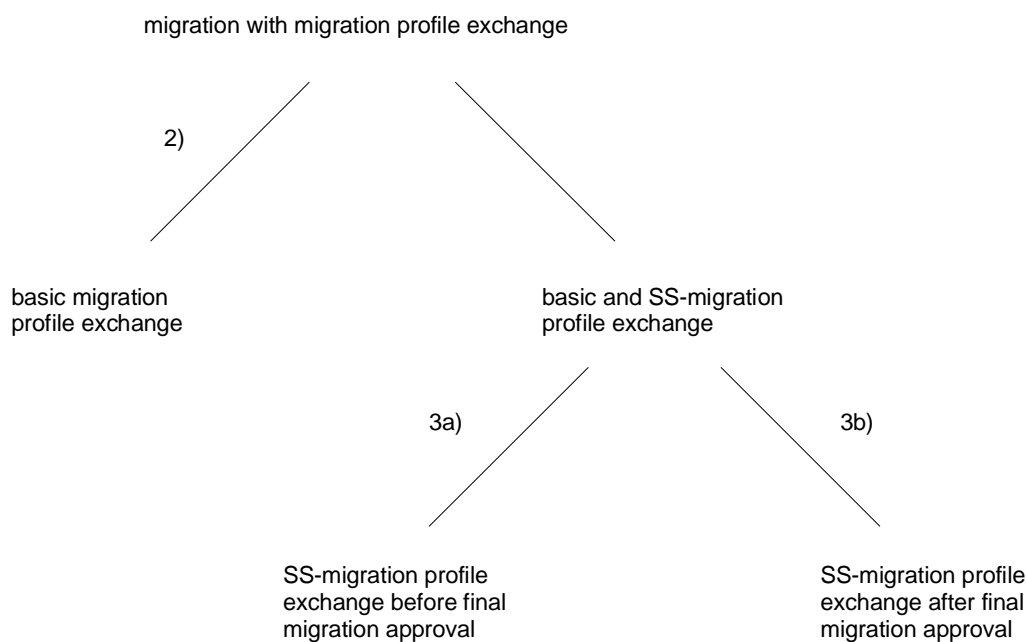 migration with migration profile exchange
2)
basic migration
profile exchange
basic and SS-migration
profile exchange
3a)
3b)
SS-migration profile
exchange before final
migration approval
SS-migration profile
exchange after final
migration approval